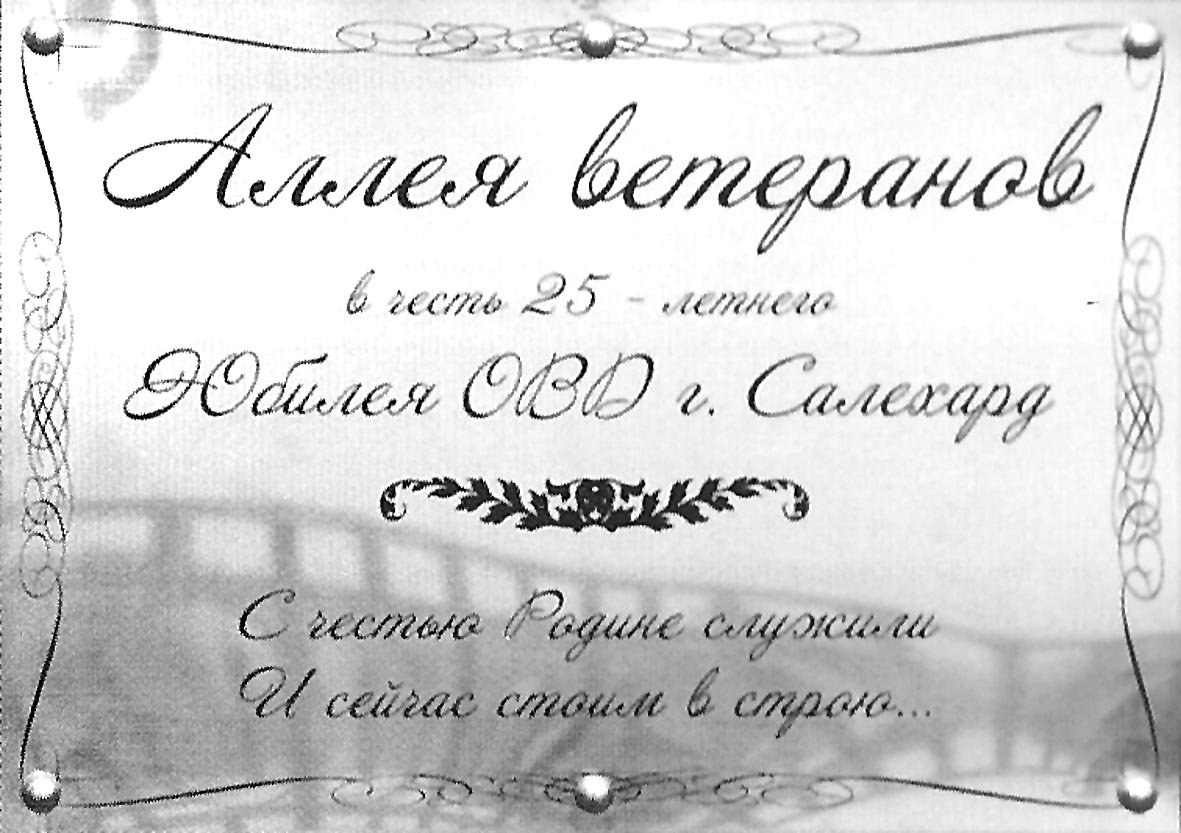 Аллея ветеранов
в честь 25 - летнего
Юбилея ОВД г. Салехард
С честью Родине служили
И сейчас стоим в строю...